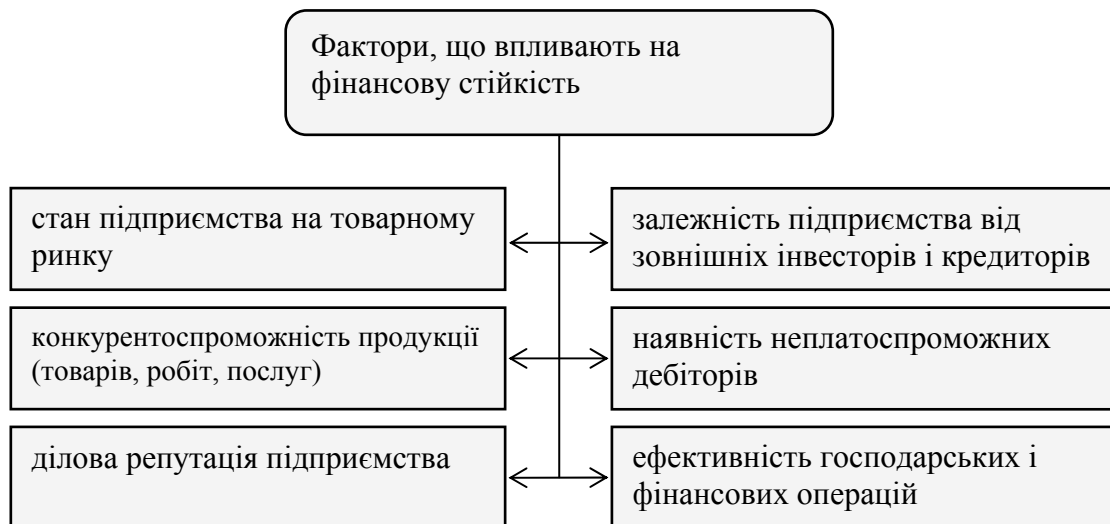 Фактори, що впливають на
фінансову стійкість
стан підприємства на товарному
ринку
залежність підприємства від
зовнішніх інвесторів і кредиторів
конкурентоспроможність продукції
(товарів, робіт, послуг)
наявність неплатоспроможних
дебіторів
ділова репутація підприємства
ефективність господарських і
фінансових операцій